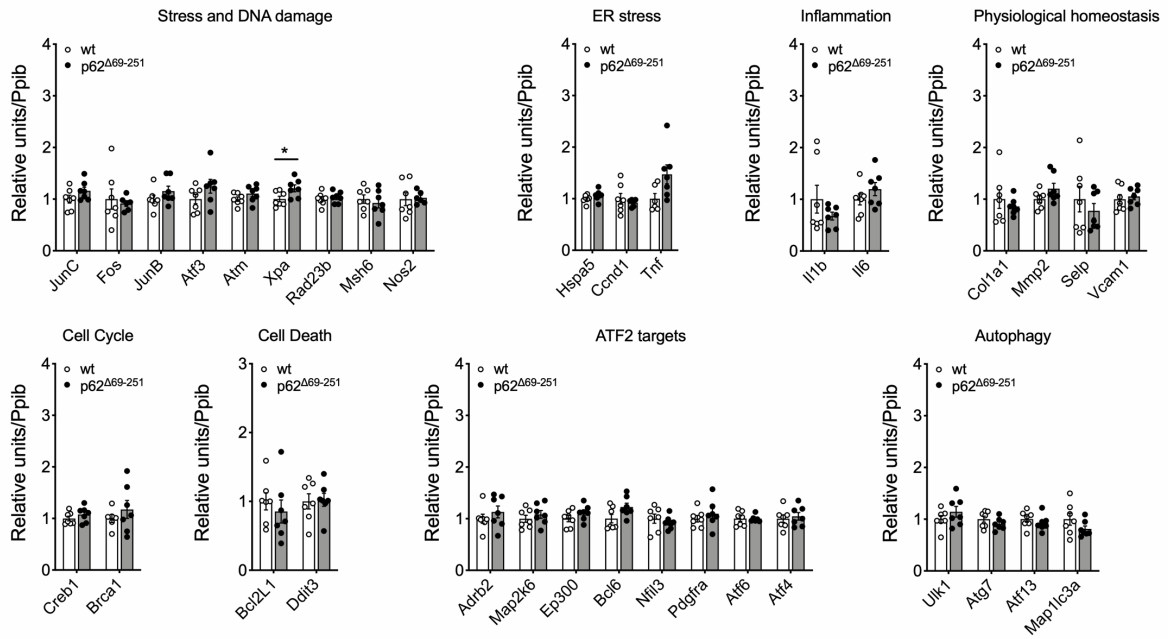 Stress and DNA damage
Relative units/Ppib
4
3
2
1
0
wt
p62Δ69-251
*
JunC
Fos
JunB
Atf3
Atm
Xpa
Rad23b
Msh6
Nos2
ER stress
Relative units/Ppib
4
3
2
1
0
wt
p62Δ69-251
Hspa5
Ccnd1
Tnf
Inflammation
Relative units/Ppib
4
3
2
1
0
wt
p62Δ69-251
Il1b
Il6
Physiological homeostasis
Relative units/Ppib
4
3
2
1
0
wt
p62Δ69-251
Col1a1
Mmp2
Selp
Vcam1
Cell Cycle
Relative units/Ppib
4
3
2
1
0
wt
p62Δ69-251
Creb1
Brca1
Cell Death
Relative units/Ppib
3
2
1
0
wt
p62Δ69-251
Bcl2L1
Ddit3
ATF2 targets
Relative units/Ppib
4
3
2
1
0
wt
p62Δ69-251
Adrb2
Map2k6
Ep300
Bcl6
Nfil3
Pdgfra
Atf6
Atf4
Autophagy
Relative units/Ppib
4
3
2
1
0
wt
p62Δ69-251
Ulk1
Atg7
Atf13
Map1lc3a